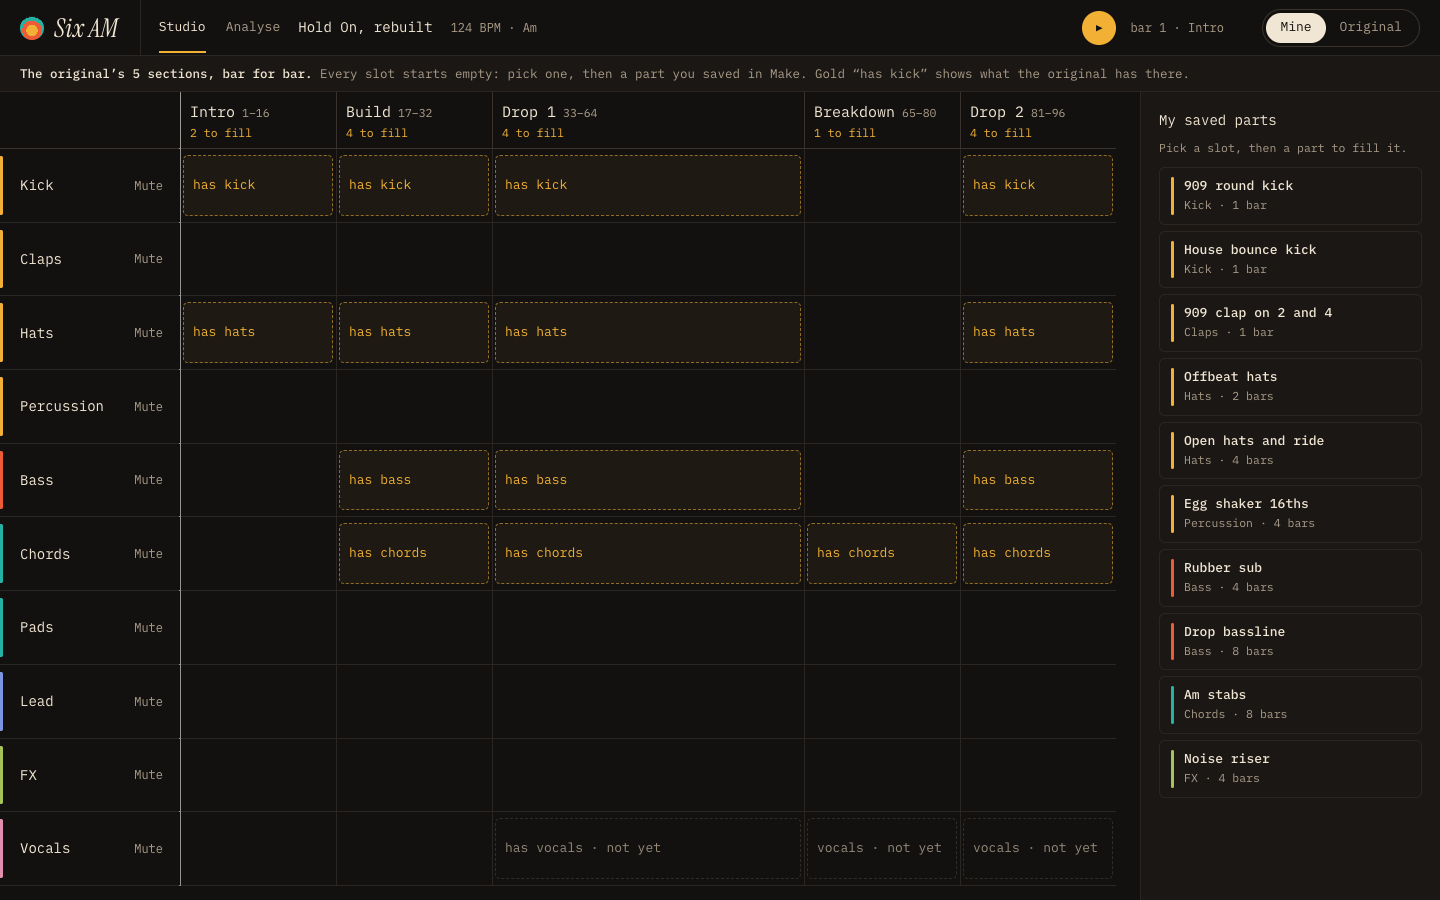 Six AM
Studio Analyse Hold On, rebuilt 124 BPM · Am
▶ bar 1 · Intro Mine Original
The original’s 5 sections, bar for bar. Every slot starts empty: pick one, then a part you saved in Make. Gold “has kick” shows what the original has there.
Intro 1–16
2 to fill
Build 17–32
4 to fill
Drop 1 33–64
4 to fill
Breakdown 65–80
1 to fill
Drop 2 81–96
4 to fill
Kick Mute has kick has kick has kick has kick
Claps Mute
Hats Mute has hats has hats has hats has hats
Percussion Mute
Bass Mute has bass has bass has bass
Chords Mute has chords has chords has chords has chords
Pads Mute
Lead Mute
FX Mute
Vocals Mute has vocals · not yet vocals · not yet vocals · not yet
My saved parts
Pick a slot, then a part to fill it.
909 round kick
Kick · 1 bar
House bounce kick
Kick · 1 bar
909 clap on 2 and 4
Claps · 1 bar
Offbeat hats
Hats · 2 bars
Open hats and ride
Hats · 4 bars
Egg shaker 16ths
Percussion · 4 bars
Rubber sub
Bass · 4 bars
Drop bassline
Bass · 8 bars
Am stabs
Chords · 8 bars
Noise riser
FX · 4 bars